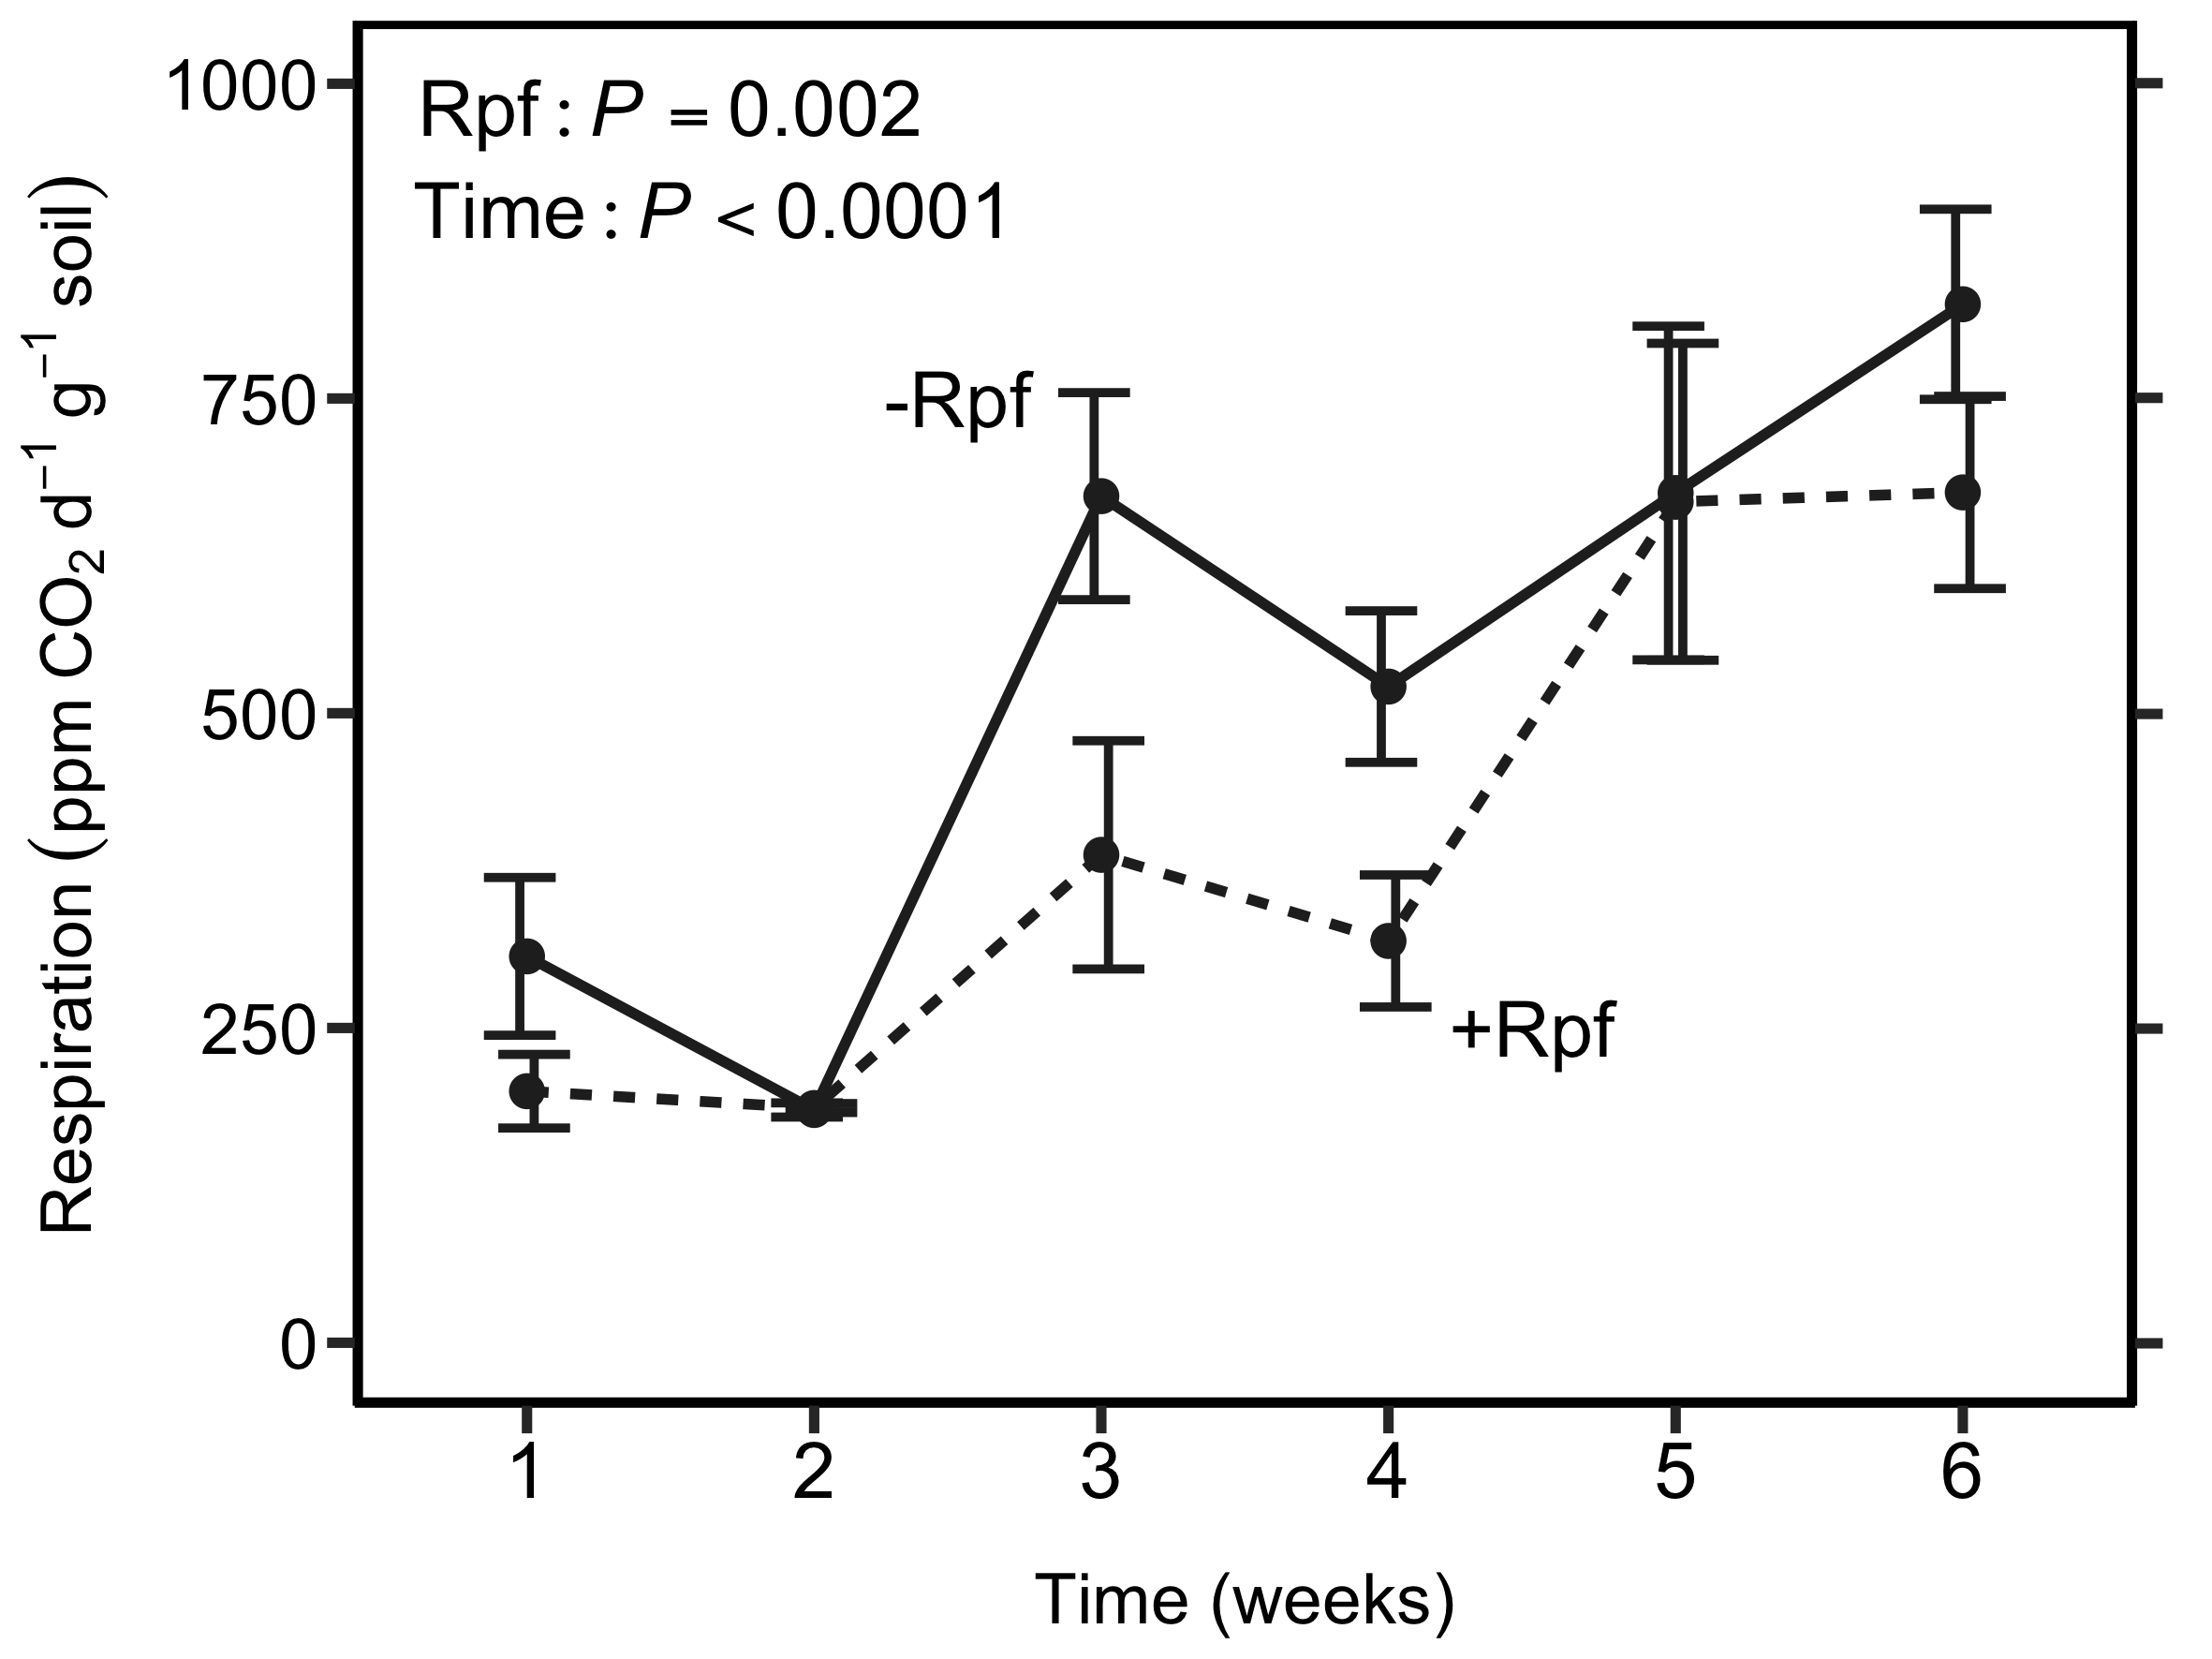 Rpf : P = 0.002
Time : P < 0.0001
-Rpf
+Rpf
1000
750
500
250
0
Respiration (ppm CO₂ d⁻¹ g⁻¹ soil)
1 2 3 4 5 6
Time (weeks)